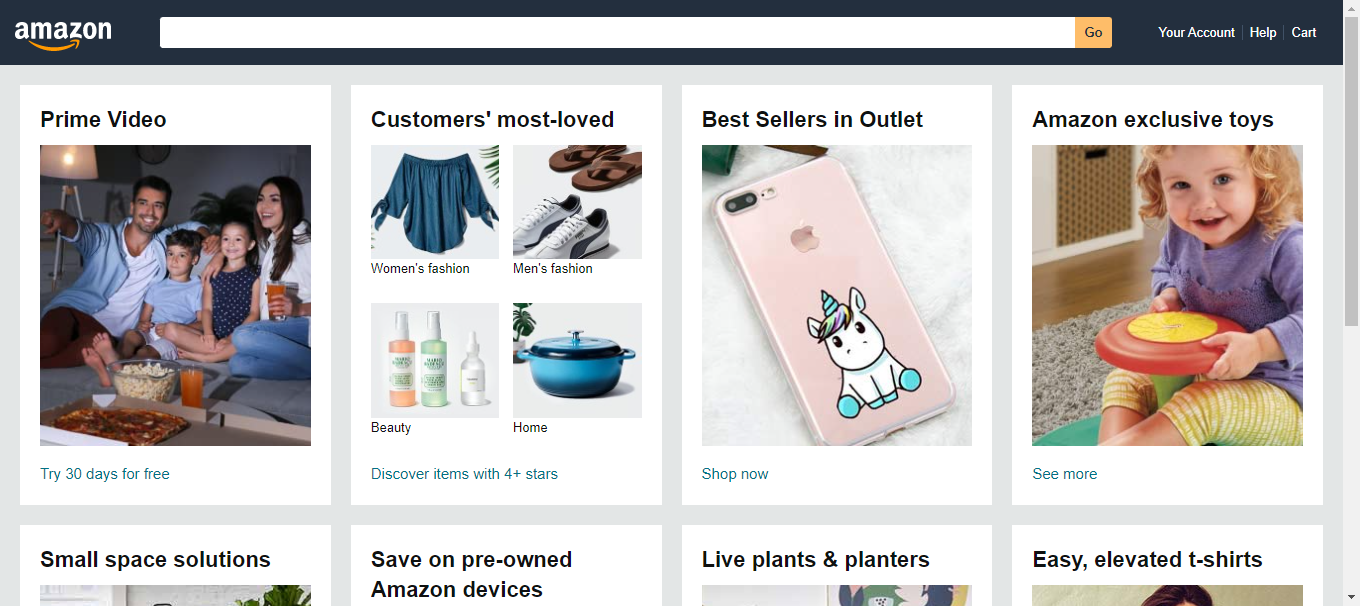 amazon
Go
Your Account
Help
Cart
Prime Video
Try 30 days for free
Customers' most-loved
Women's fashion
Men's fashion
Beauty
Home
Discover items with 4+ stars
Best Sellers in Outlet
Shop now
Amazon exclusive toys
See more
Small space solutions
Save on pre-owned
Amazon devices
Live plants & planters
Easy, elevated t-shirts